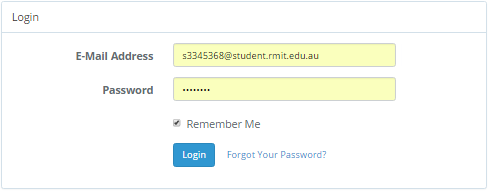 Login
E-Mail Address s3345368@student.rmit.edu.au
Password ••••••••
Remember Me
Login Forgot Your Password?